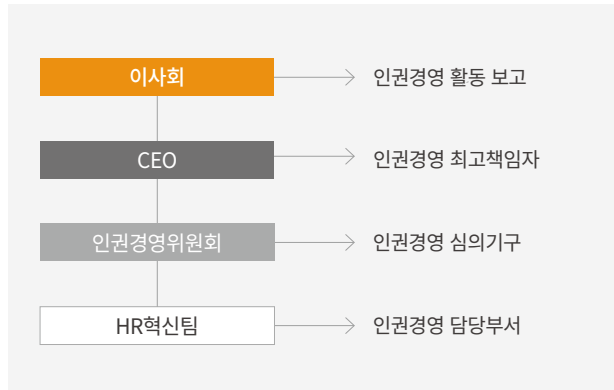 이사회
인권경영 활동 보고
CEO
인권경영 최고책임자
인권경영위원회
인권경영 심의기구
HR혁신팀
인권경영 담당부서